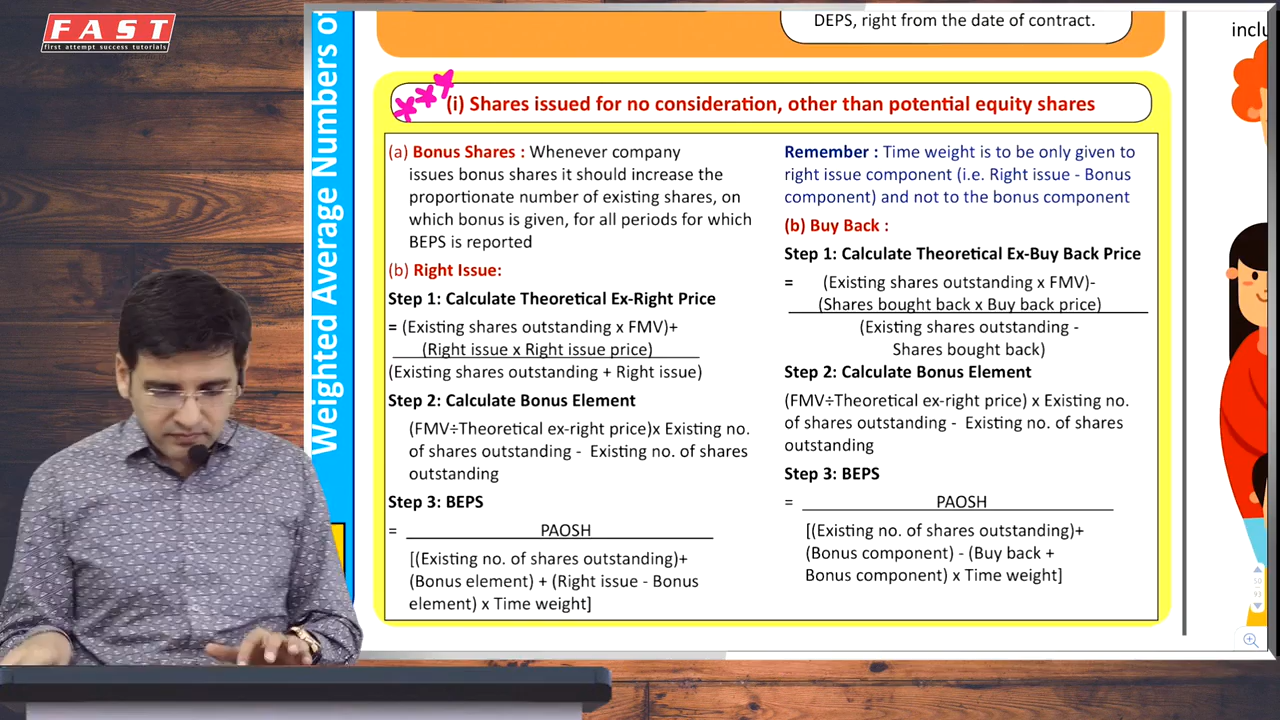 FAST
first attempt success tutorials
Weighted Average Numbers of
DEPS, right from the date of contract.
inclu
(i) Shares issued for no consideration, other than potential equity shares
(a) Bonus Shares : Whenever company
issues bonus shares it should increase the
proportionate number of existing shares, on
which bonus is given, for all periods for which
BEPS is reported
(b) Right Issue:
Step 1: Calculate Theoretical Ex-Right Price
= (Existing shares outstanding x FMV)+
(Right issue x Right issue price)
(Existing shares outstanding + Right issue)
Step 2: Calculate Bonus Element
(FMV÷Theoretical ex-right price)x Existing no.
of shares outstanding - Existing no. of shares
outstanding
Step 3: BEPS
= PAOSH
[(Existing no. of shares outstanding)+
(Bonus element) + (Right issue - Bonus
element) x Time weight]
Remember : Time weight is to be only given to
right issue component (i.e. Right issue - Bonus
component) and not to the bonus component
(b) Buy Back :
Step 1: Calculate Theoretical Ex-Buy Back Price
= (Existing shares outstanding x FMV)-
(Shares bought back x Buy back price)
(Existing shares outstanding -
Shares bought back)
Step 2: Calculate Bonus Element
(FMV÷Theoretical ex-right price) x Existing no.
of shares outstanding - Existing no. of shares
outstanding
Step 3: BEPS
= PAOSH
[(Existing no. of shares outstanding)+
(Bonus component) - (Buy back +
Bonus component) x Time weight]
50
93